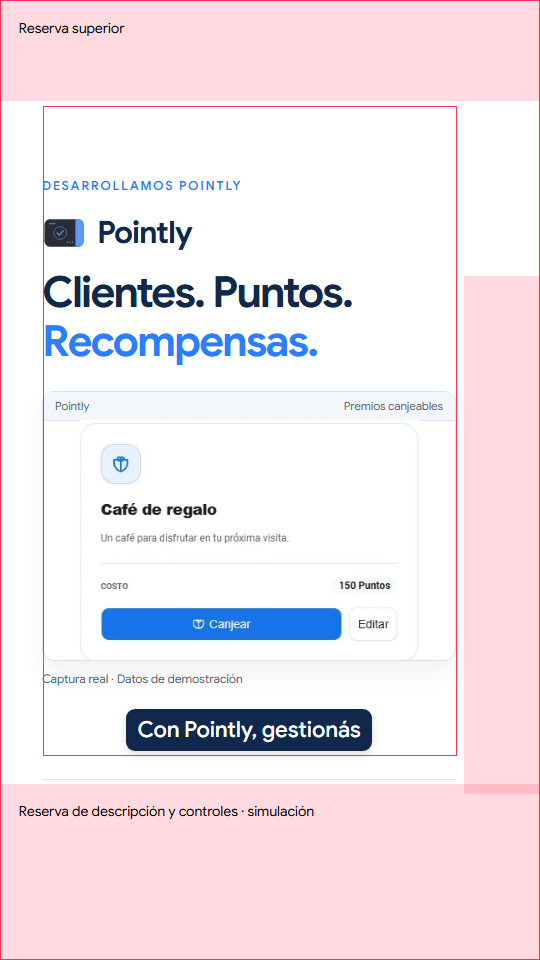 Reserva superior
DESARROLLAMOS POINTLY
Pointly
Clientes. Puntos.
Recompensas.
Pointly Premios canjeables
Café de regalo
Un café para disfrutar en tu próxima visita.
COSTO 150 Puntos
Canjear Editar
Captura real · Datos de demostración
Con Pointly, gestionás
Reserva de descripción y controles · simulación